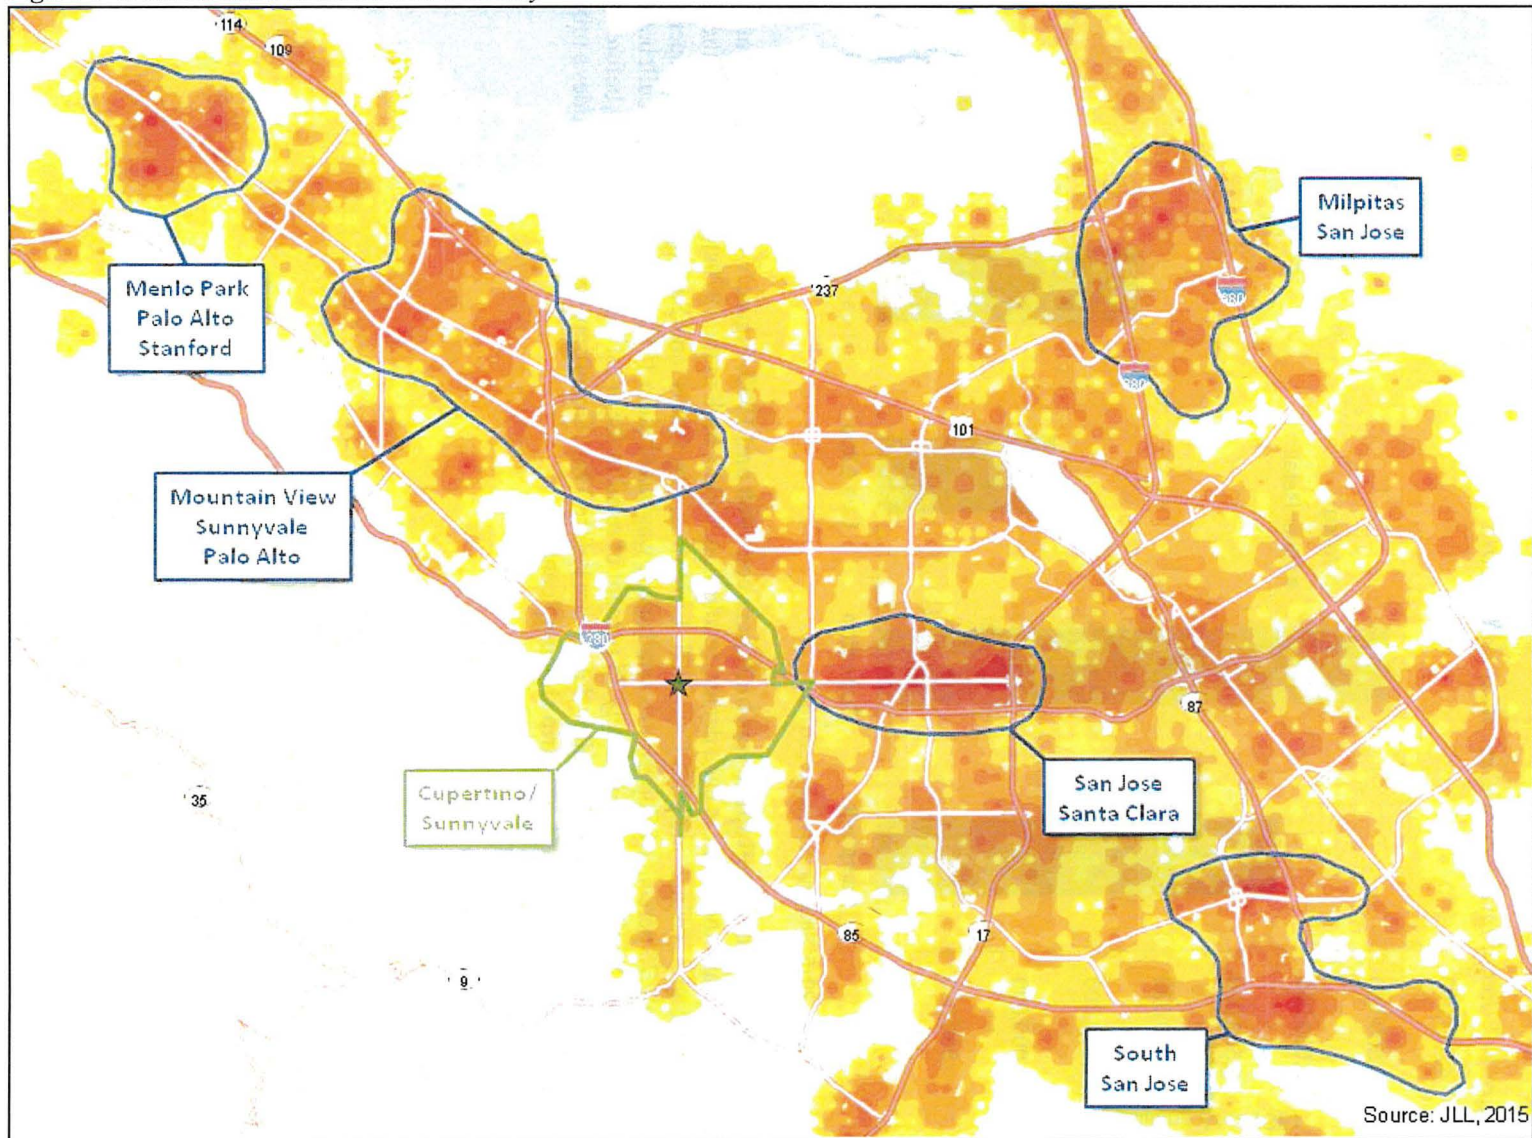 114
109
Milpitas
San Jose
Menlo Park
Palo Alto
Stanford
237
680
880
101
Mountain View
Sunnyvale
Palo Alto
280
87
Cupertino/
Sunnyvale
San Jose
Santa Clara
35
85
17
9
South
San Jose
Source: JLL, 2015